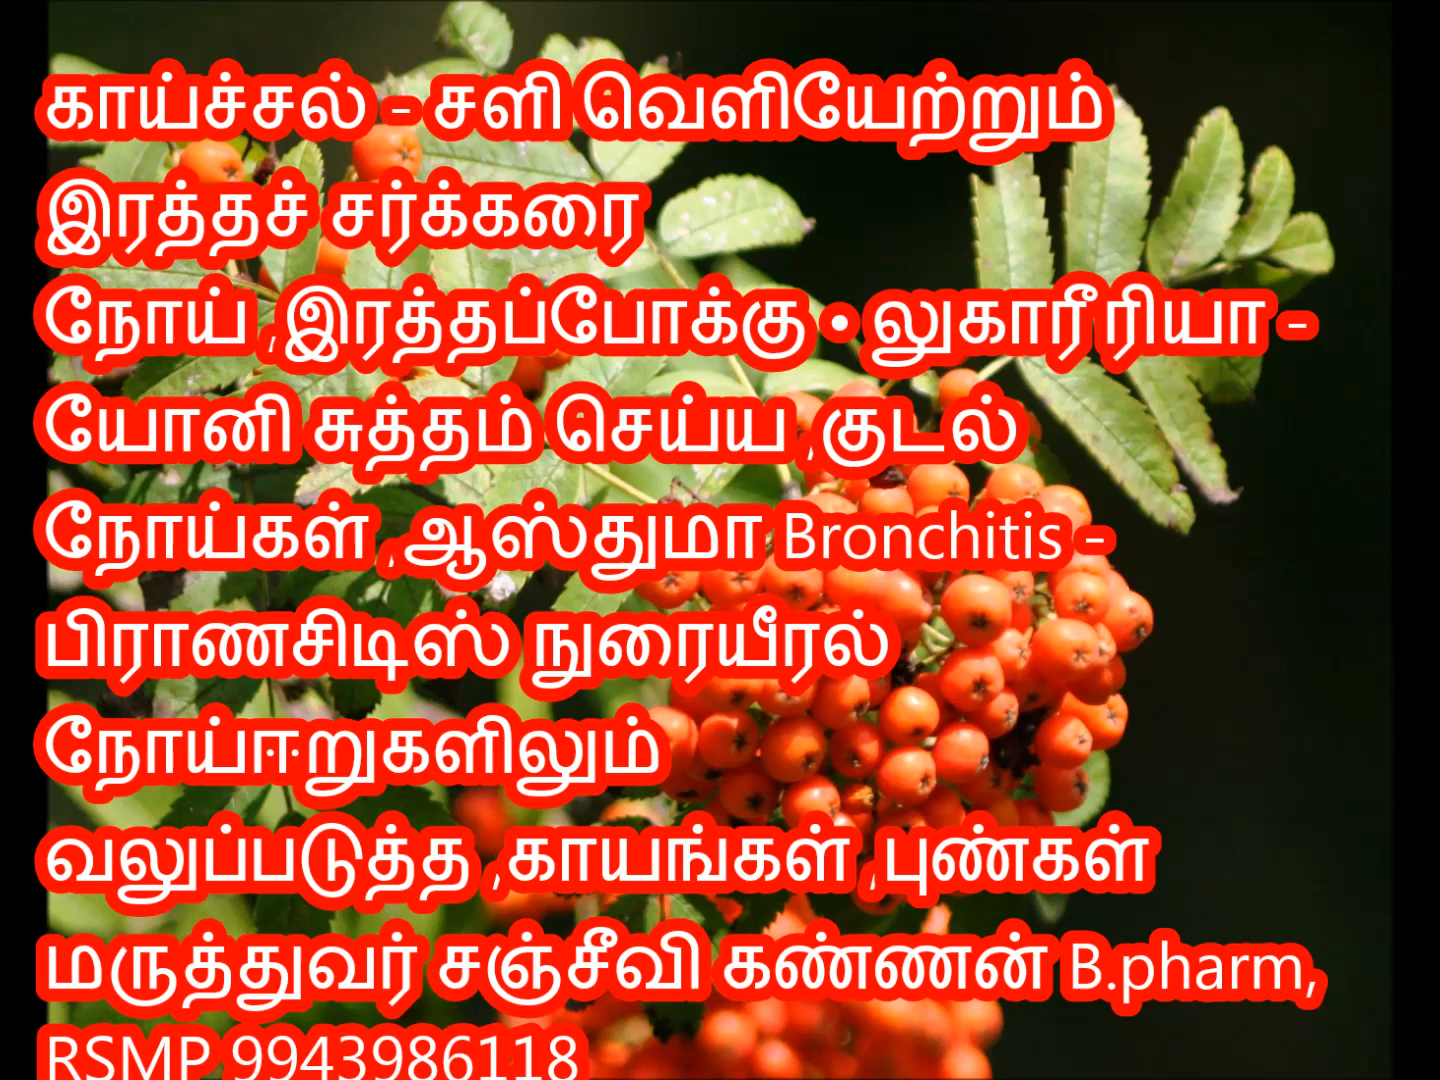 காய்ச்சல் - சளி வெளியேற்றும்
இரத்தச் சர்க்கரை
நோய் ,இரத்தப்போக்கு • லுகாரீ ரியா -
யோனி சுத்தம் செய்ய ,குடல்
நோய்கள் ,ஆஸ்துமா Bronchitis -
பிராணசிடிஸ் நுரையீரல்
நோய்ஈறுகளிலும்
வலுப்படுத்த ,காயங்கள் ,புண்கள்
மருத்துவர் சஞ்சீவி கண்ணன் B.pharm,
RSMP 9943986118